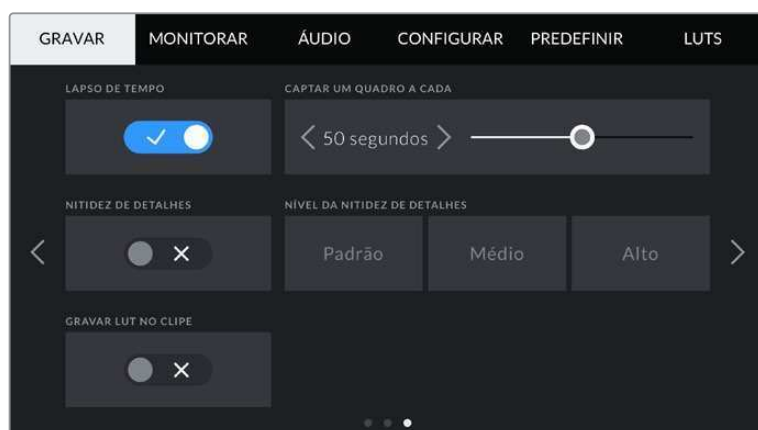 GRAVAR MONITORAR ÁUDIO CONFIGURAR PREDEFINIR LUTS
LAPSO DE TEMPO CAPTAR UM QUADRO A CADA
50 segundos
NITIDEZ DE DETALHES NÍVEL DA NITIDEZ DE DETALHES
Padrão Médio Alto
GRAVAR LUT NO CLIPE